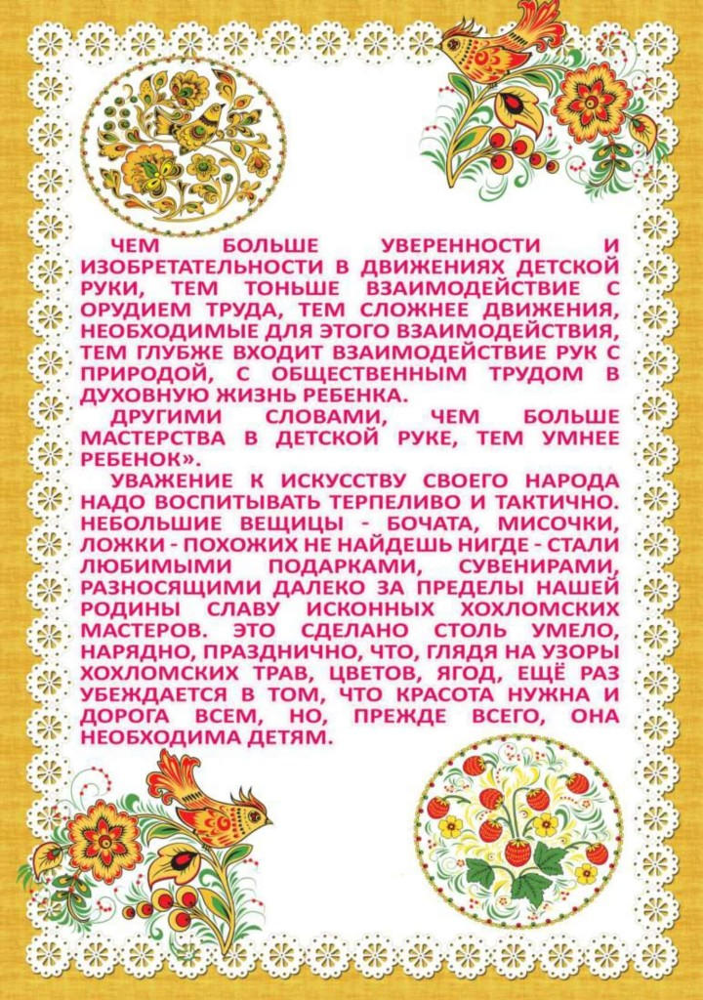 ЧЕМ БОЛЬШЕ УВЕРЕННОСТИ И
ИЗОБРЕТАТЕЛЬНОСТИ В ДВИЖЕНИЯХ ДЕТСКОЙ
РУКИ, ТЕМ ТОНЬШЕ ВЗАИМОДЕЙСТВИЕ С
ОРУДИЕМ ТРУДА, ТЕМ СЛОЖНЕЕ ДВИЖЕНИЯ,
НЕОБХОДИМЫЕ ДЛЯ ЭТОГО ВЗАИМОДЕЙСТВИЯ,
ТЕМ ГЛУБЖЕ ВХОДИТ ВЗАИМОДЕЙСТВИЕ РУК С
ПРИРОДОЙ, С ОБЩЕСТВЕННЫМ ТРУДОМ В
ДУХОВНУЮ ЖИЗНЬ РЕБЕНКА.
ДРУГИМИ СЛОВАМИ, ЧЕМ БОЛЬШЕ
МАСТЕРСТВА В ДЕТСКОЙ РУКЕ, ТЕМ УМНЕЕ
РЕБЕНОК».
УВАЖЕНИЕ К ИСКУССТВУ СВОЕГО НАРОДА
НАДО ВОСПИТЫВАТЬ ТЕРПЕЛИВО И ТАКТИЧНО.
НЕБОЛЬШИЕ ВЕЩИЦЫ - БОЧАТА, МИСОЧКИ,
ЛОЖКИ - ПОХОЖИХ НЕ НАЙДЕШЬ НИГДЕ - СТАЛИ
ЛЮБИМЫМИ ПОДАРКАМИ, СУВЕНИРАМИ,
РАЗНОСЯЩИМИ ДАЛЕКО ЗА ПРЕДЕЛЫ НАШЕЙ
РОДИНЫ СЛАВУ ИСКОННЫХ ХОХЛОМСКИХ
МАСТЕРОВ. ЭТО СДЕЛАНО СТОЛЬ УМЕЛО,
НАРЯДНО, ПРАЗДНИЧНО, ЧТО, ГЛЯДЯ НА УЗОРЫ
ХОХЛОМСКИХ ТРАВ, ЦВЕТОВ, ЯГОД, ЕЩЁ РАЗ
УБЕЖДАЕТСЯ В ТОМ, ЧТО КРАСОТА НУЖНА И
ДОРОГА ВСЕМ, НО, ПРЕЖДЕ ВСЕГО, ОНА
НЕОБХОДИМА ДЕТЯМ.